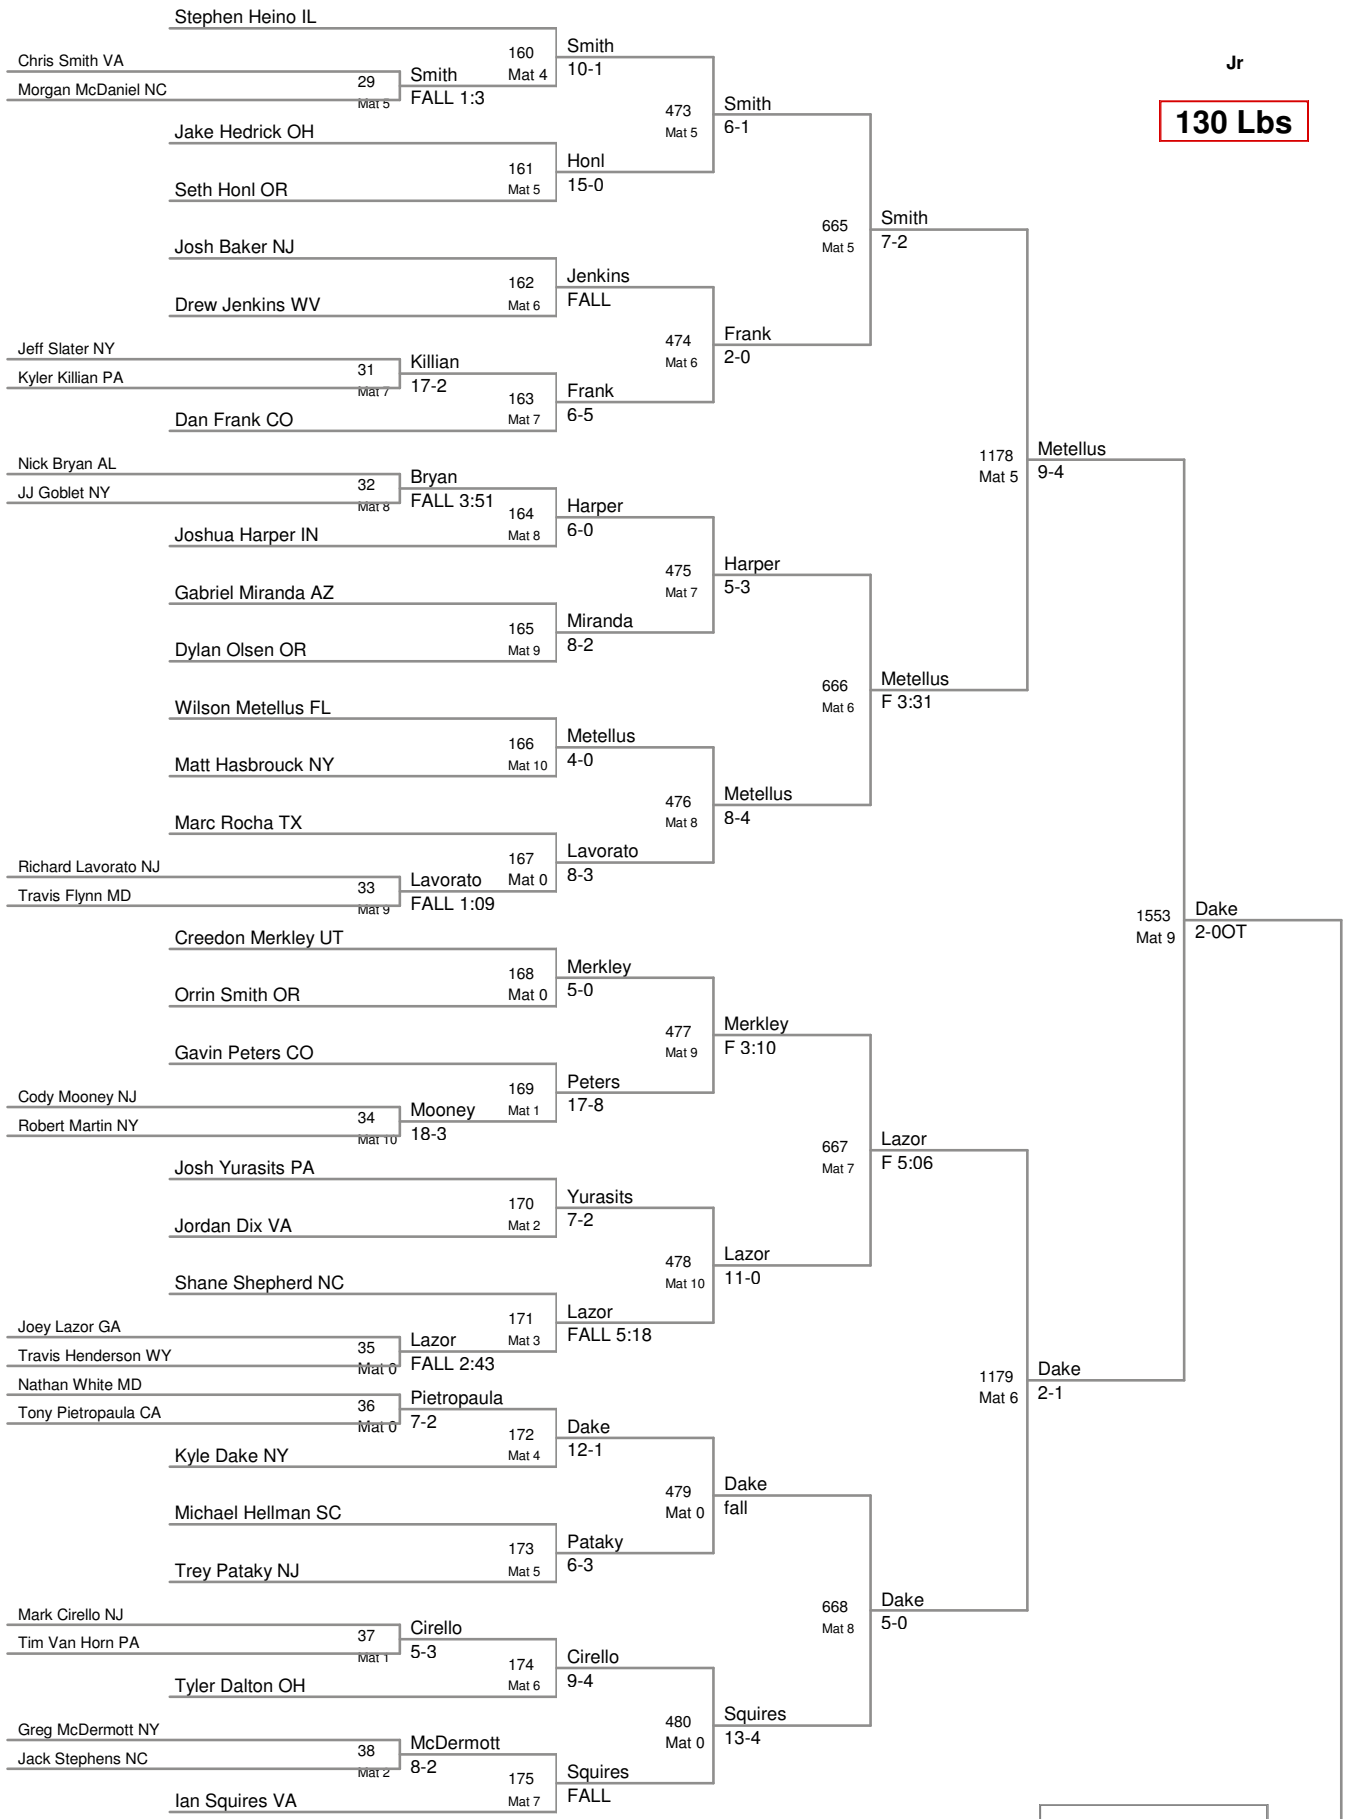 Stephen Heino IL
Chris Smith VA
Morgan McDaniel NC
29
Mat 5
Smith
FALL 1:3
160
Mat 4
Smith
10-1
Jake Hedrick OH
Seth Honl OR
161
Mat 5
Honl
15-0
473
Mat 5
Smith
6-1
Jr
130 Lbs
Josh Baker NJ
Drew Jenkins WV
162
Mat 6
Jenkins
FALL
Jeff Slater NY
Kyler Killian PA
31
Mat 7
Killian
17-2
Dan Frank CO
163
Mat 7
Frank
6-5
474
Mat 6
Frank
2-0
665
Mat 5
Smith
7-2
Nick Bryan AL
JJ Goblet NY
32
Mat 8
Bryan
FALL 3:51
Joshua Harper IN
164
Mat 8
Harper
6-0
Gabriel Miranda AZ
Dylan Olsen OR
165
Mat 9
Miranda
8-2
475
Mat 7
Harper
5-3
Wilson Metellus FL
Matt Hasbrouck NY
166
Mat 10
Metellus
4-0
Marc Rocha TX
Richard Lavorato NJ
Travis Flynn MD
33
Mat 9
Lavorato
FALL 1:09
167
Mat 0
Lavorato
8-3
476
Mat 8
Metellus
8-4
666
Mat 6
Metellus
F 3:31
1178
Mat 5
Metellus
9-4
Creedon Merkley UT
Orrin Smith OR
168
Mat 0
Merkley
5-0
Gavin Peters CO
Cody Mooney NJ
Robert Martin NY
34
Mat 10
Mooney
18-3
169
Mat 1
Peters
17-8
477
Mat 9
Merkley
F 3:10
Josh Yurasits PA
Jordan Dix VA
170
Mat 2
Yurasits
7-2
Shane Shepherd NC
Joey Lazor GA
Travis Henderson WY
35
Mat 0
Lazor
FALL 2:43
171
Mat 3
Lazor
FALL 5:18
478
Mat 10
Lazor
11-0
667
Mat 7
Lazor
F 5:06
Nathan White MD
Tony Pietropaula CA
36
Mat 0
Pietropaula
7-2
Kyle Dake NY
172
Mat 4
Dake
12-1
Michael Hellman SC
Trey Pataky NJ
173
Mat 5
Pataky
6-3
479
Mat 0
Dake
fall
Mark Cirello NJ
Tim Van Horn PA
37
Mat 1
Cirello
5-3
Tyler Dalton OH
174
Mat 6
Cirello
9-4
Greg McDermott NY
Jack Stephens NC
38
Mat 2
McDermott
8-2
Ian Squires VA
175
Mat 7
Squires
FALL
480
Mat 0
Squires
13-4
668
Mat 8
Dake
5-0
1179
Mat 6
Dake
2-1
1553
Mat 9
Dake
2-0OT